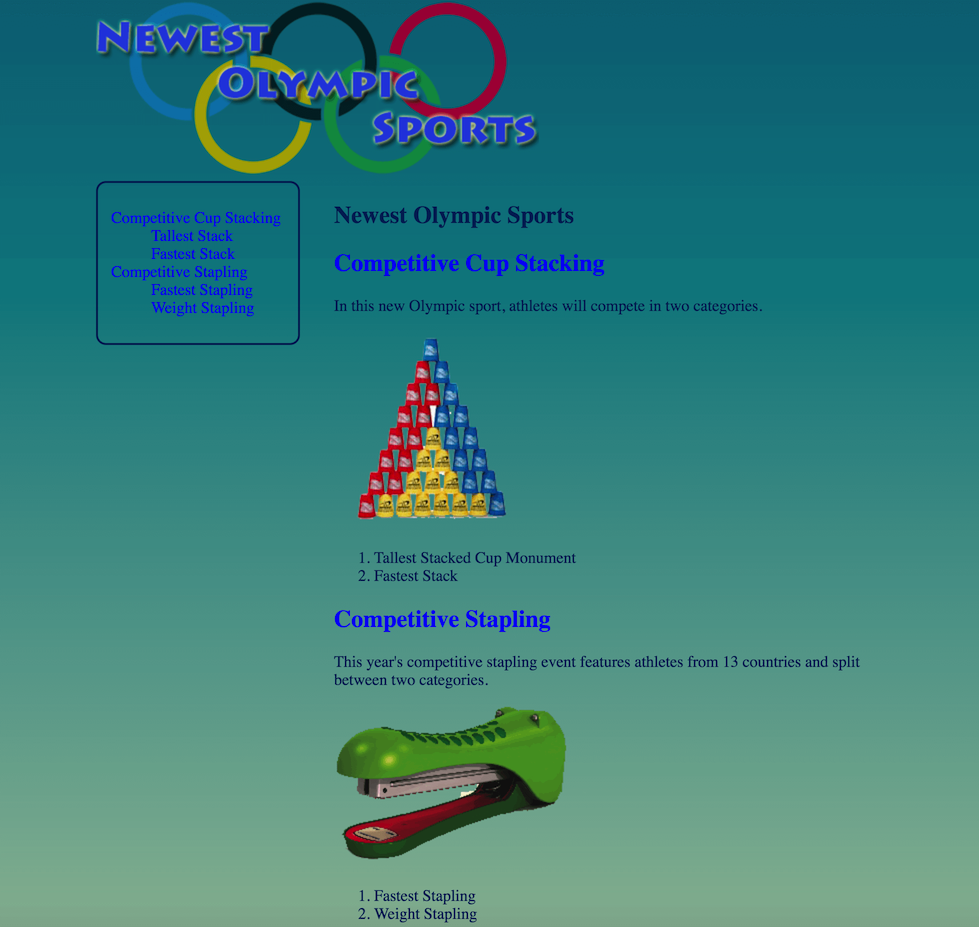 Newest
Olympic
Sports
Competitive Cup Stacking
Tallest Stack
Fastest Stack
Competitive Stapling
Fastest Stapling
Weight Stapling
Newest Olympic Sports
Competitive Cup Stacking
In this new Olympic sport, athletes will compete in two categories.
1. Tallest Stacked Cup Monument
2. Fastest Stack
Competitive Stapling
This year's competitive stapling event features athletes from 13 countries and split
between two categories.
1. Fastest Stapling
2. Weight Stapling